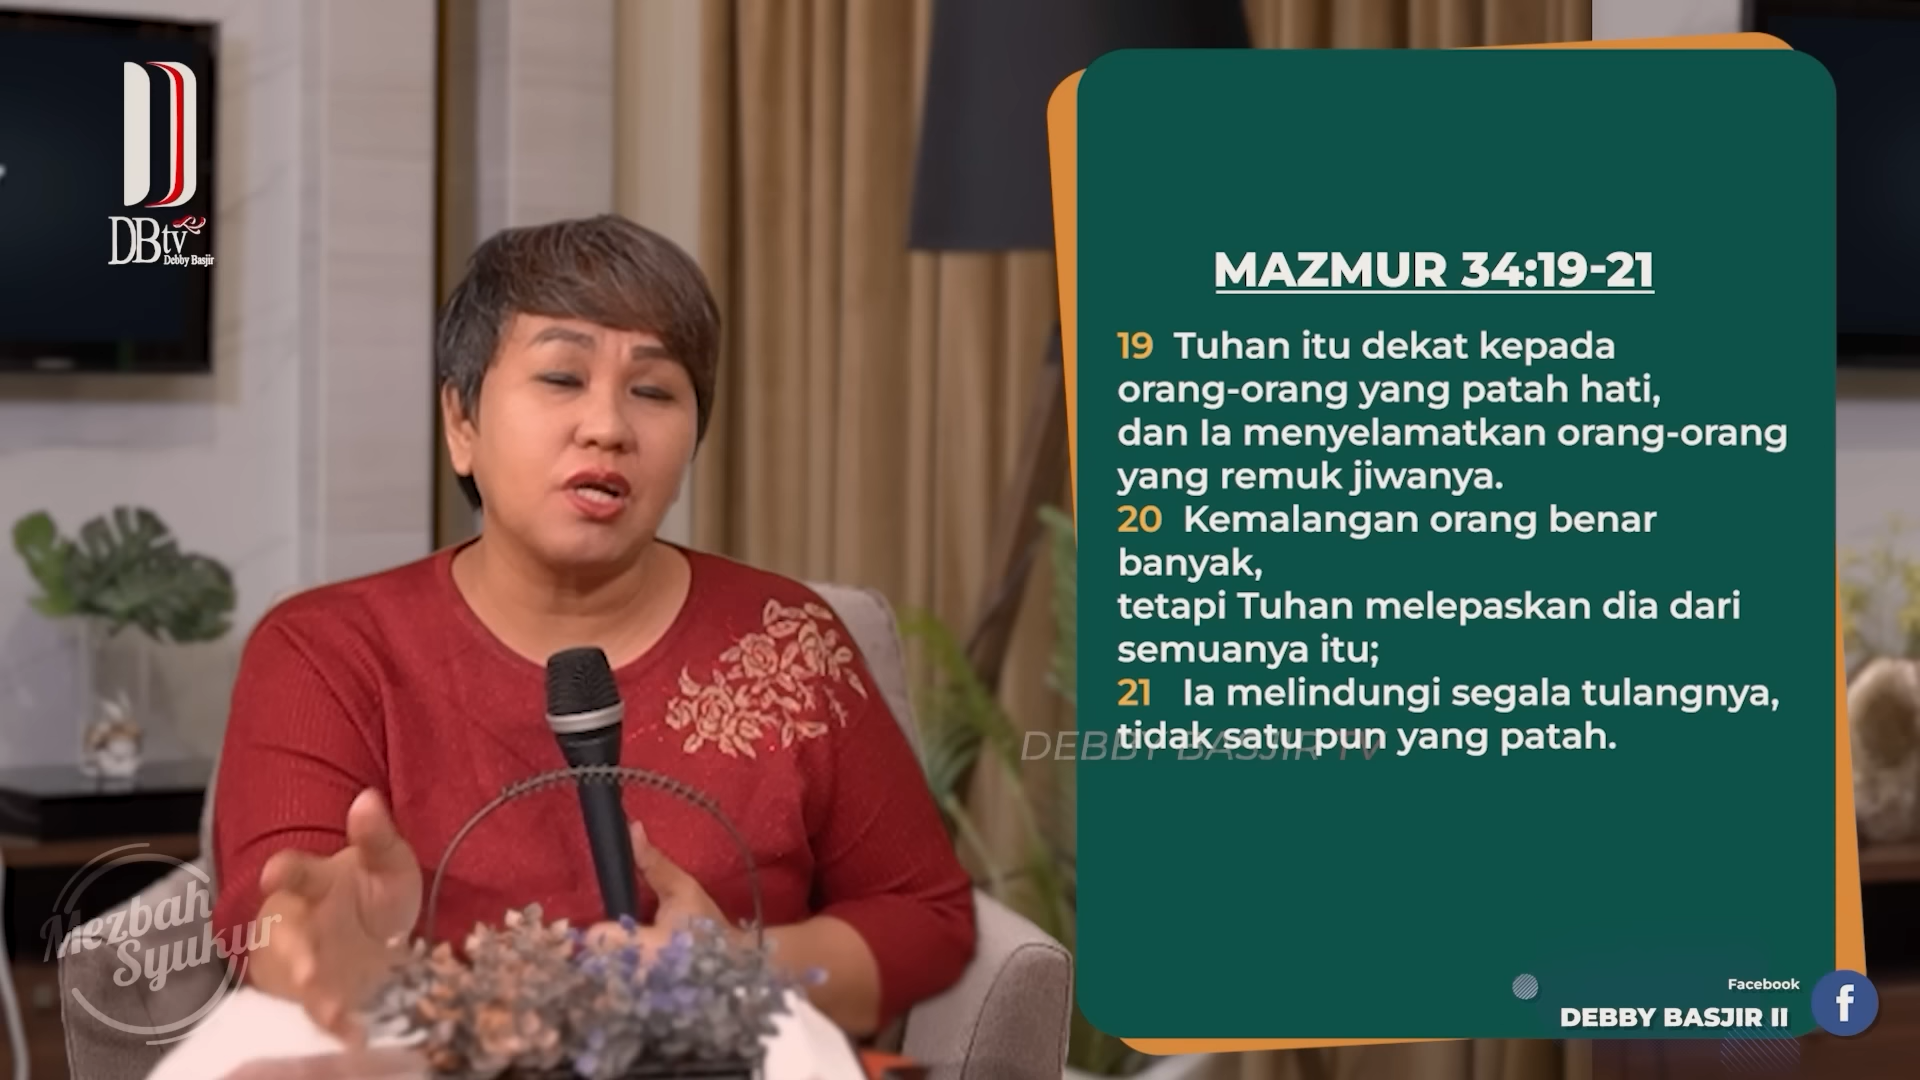 DBtv
Debby Basjir
MAZMUR 34:19-21
19 Tuhan itu dekat kepada
orang-orang yang patah hati,
dan Ia menyelamatkan orang-orang
yang remuk jiwanya.
20 Kemalangan orang benar
banyak,
tetapi Tuhan melepaskan dia dari
semuanya itu;
21 Ia melindungi segala tulangnya,
tidak satu pun yang patah.
DEBBY BASJIR TV
Mezbah
Syukur
Facebook
DEBBY BASJIR II
f